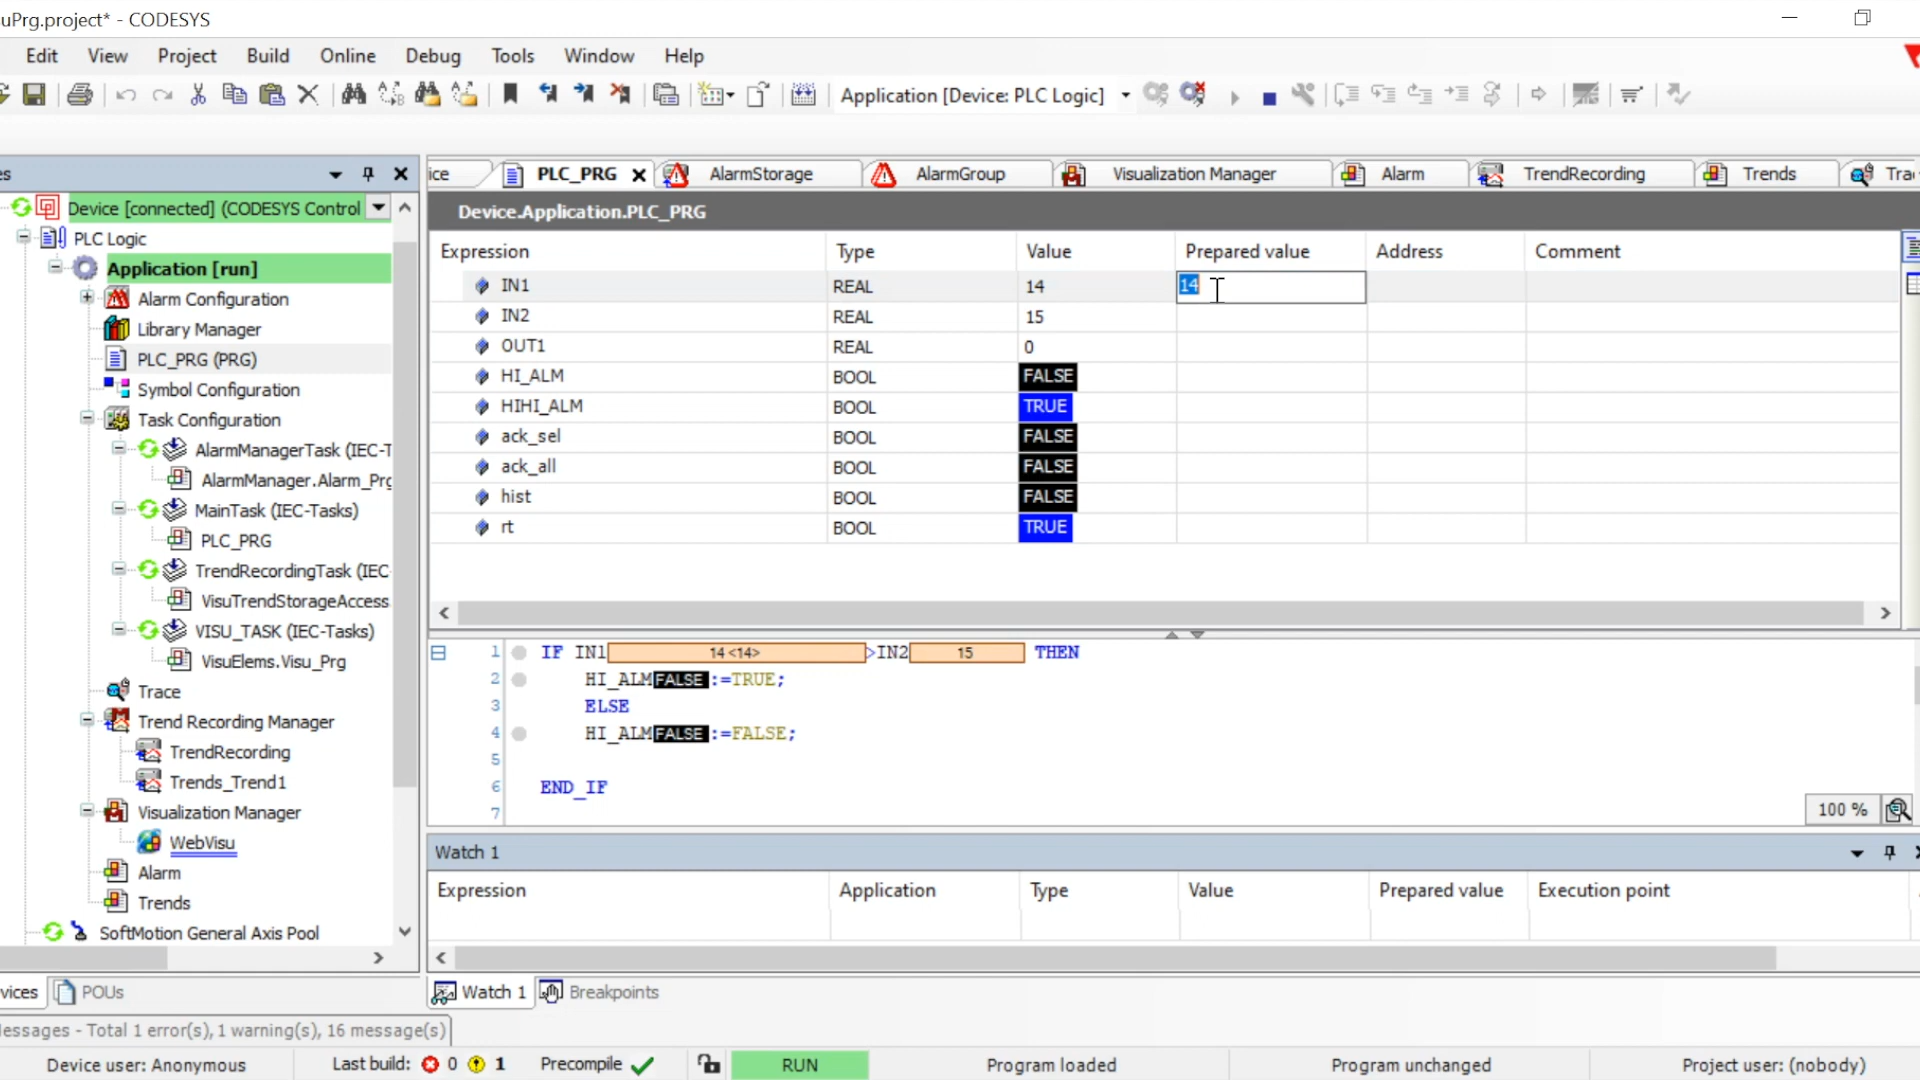 uPrg.project* - CODESYS
Edit View Project Build Online Debug Tools Window Help
Application [Device: PLC Logic]
es
ice PLC_PRG AlarmStorage AlarmGroup Visualization Manager Alarm TrendRecording Trends Tra
Device [connected] (CODESYS Control
PLC Logic
Application [run]
Alarm Configuration
Library Manager
PLC_PRG (PRG)
Symbol Configuration
Task Configuration
AlarmManagerTask (IEC-T
AlarmManager.Alarm_Prg
MainTask (IEC-Tasks)
PLC_PRG
TrendRecordingTask (IEC
VisuTrendStorageAccess
VISU_TASK (IEC-Tasks)
VisuElems.Visu_Prg
Trace
Trend Recording Manager
TrendRecording
Trends_Trend1
Visualization Manager
WebVisu
Alarm
Trends
SoftMotion General Axis Pool
vices POUs
Device.Application.PLC_PRG
Expression Type Value Prepared value Address Comment
IN1 REAL 14 14
IN2 REAL 15
OUT1 REAL 0
HI_ALM BOOL FALSE
HIHI_ALM BOOL TRUE
ack_sel BOOL FALSE
ack_all BOOL FALSE
hist BOOL FALSE
rt BOOL TRUE
1 IF IN1 14 <14> >IN2 15 THEN
2 HI_ALM FALSE :=TRUE;
3 ELSE
4 HI_ALM FALSE :=FALSE;
5
6 END_IF
7
100 %
Watch 1
Expression Application Type Value Prepared value Execution point
Watch 1 Breakpoints
essages - Total 1 error(s), 1 warning(s), 16 message(s)
Device user: Anonymous Last build: 0 1 Precompile RUN Program loaded Program unchanged Project user: (nobody)